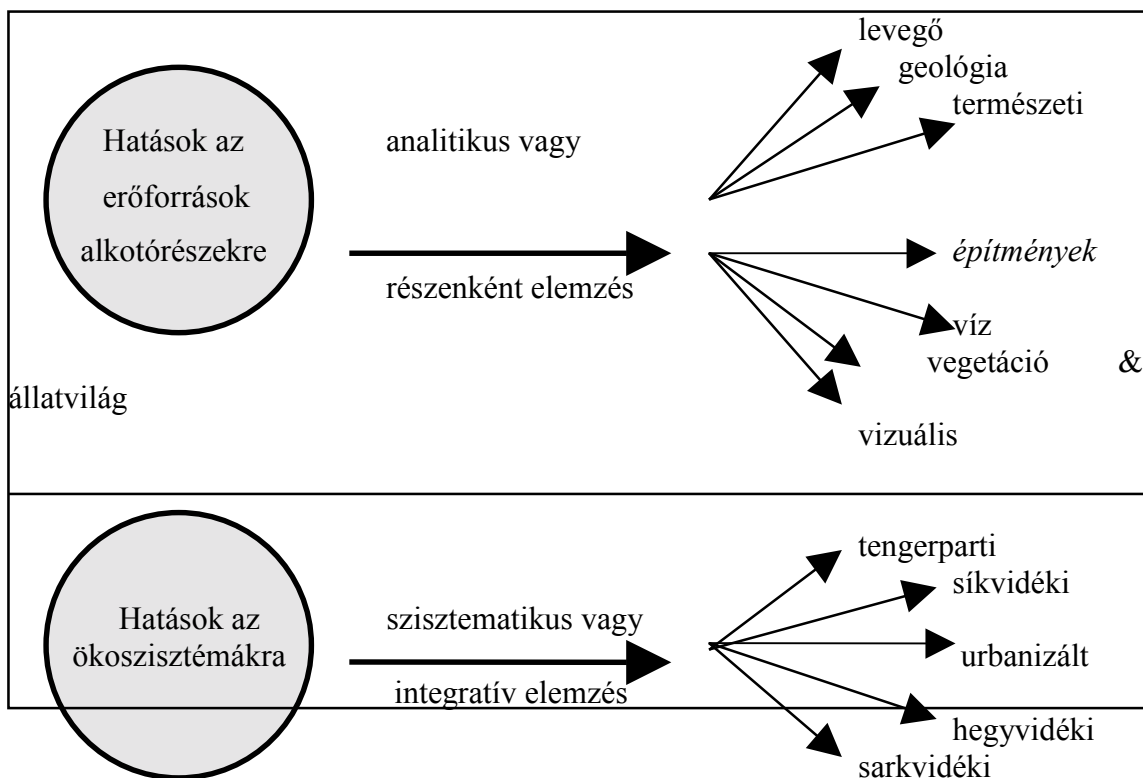 levegő
geológia
természeti
Hatások az
erőforrások
alkotórészekre
analitikus vagy
részenként elemzés
építmények
víz
vegetáció &
állatvilág
vizuális
Hatások az
ökoszisztémákra
szisztematikus vagy
integratív elemzés
tengerparti
síkvidéki
urbanizált
hegyvidéki
sarkvidéki